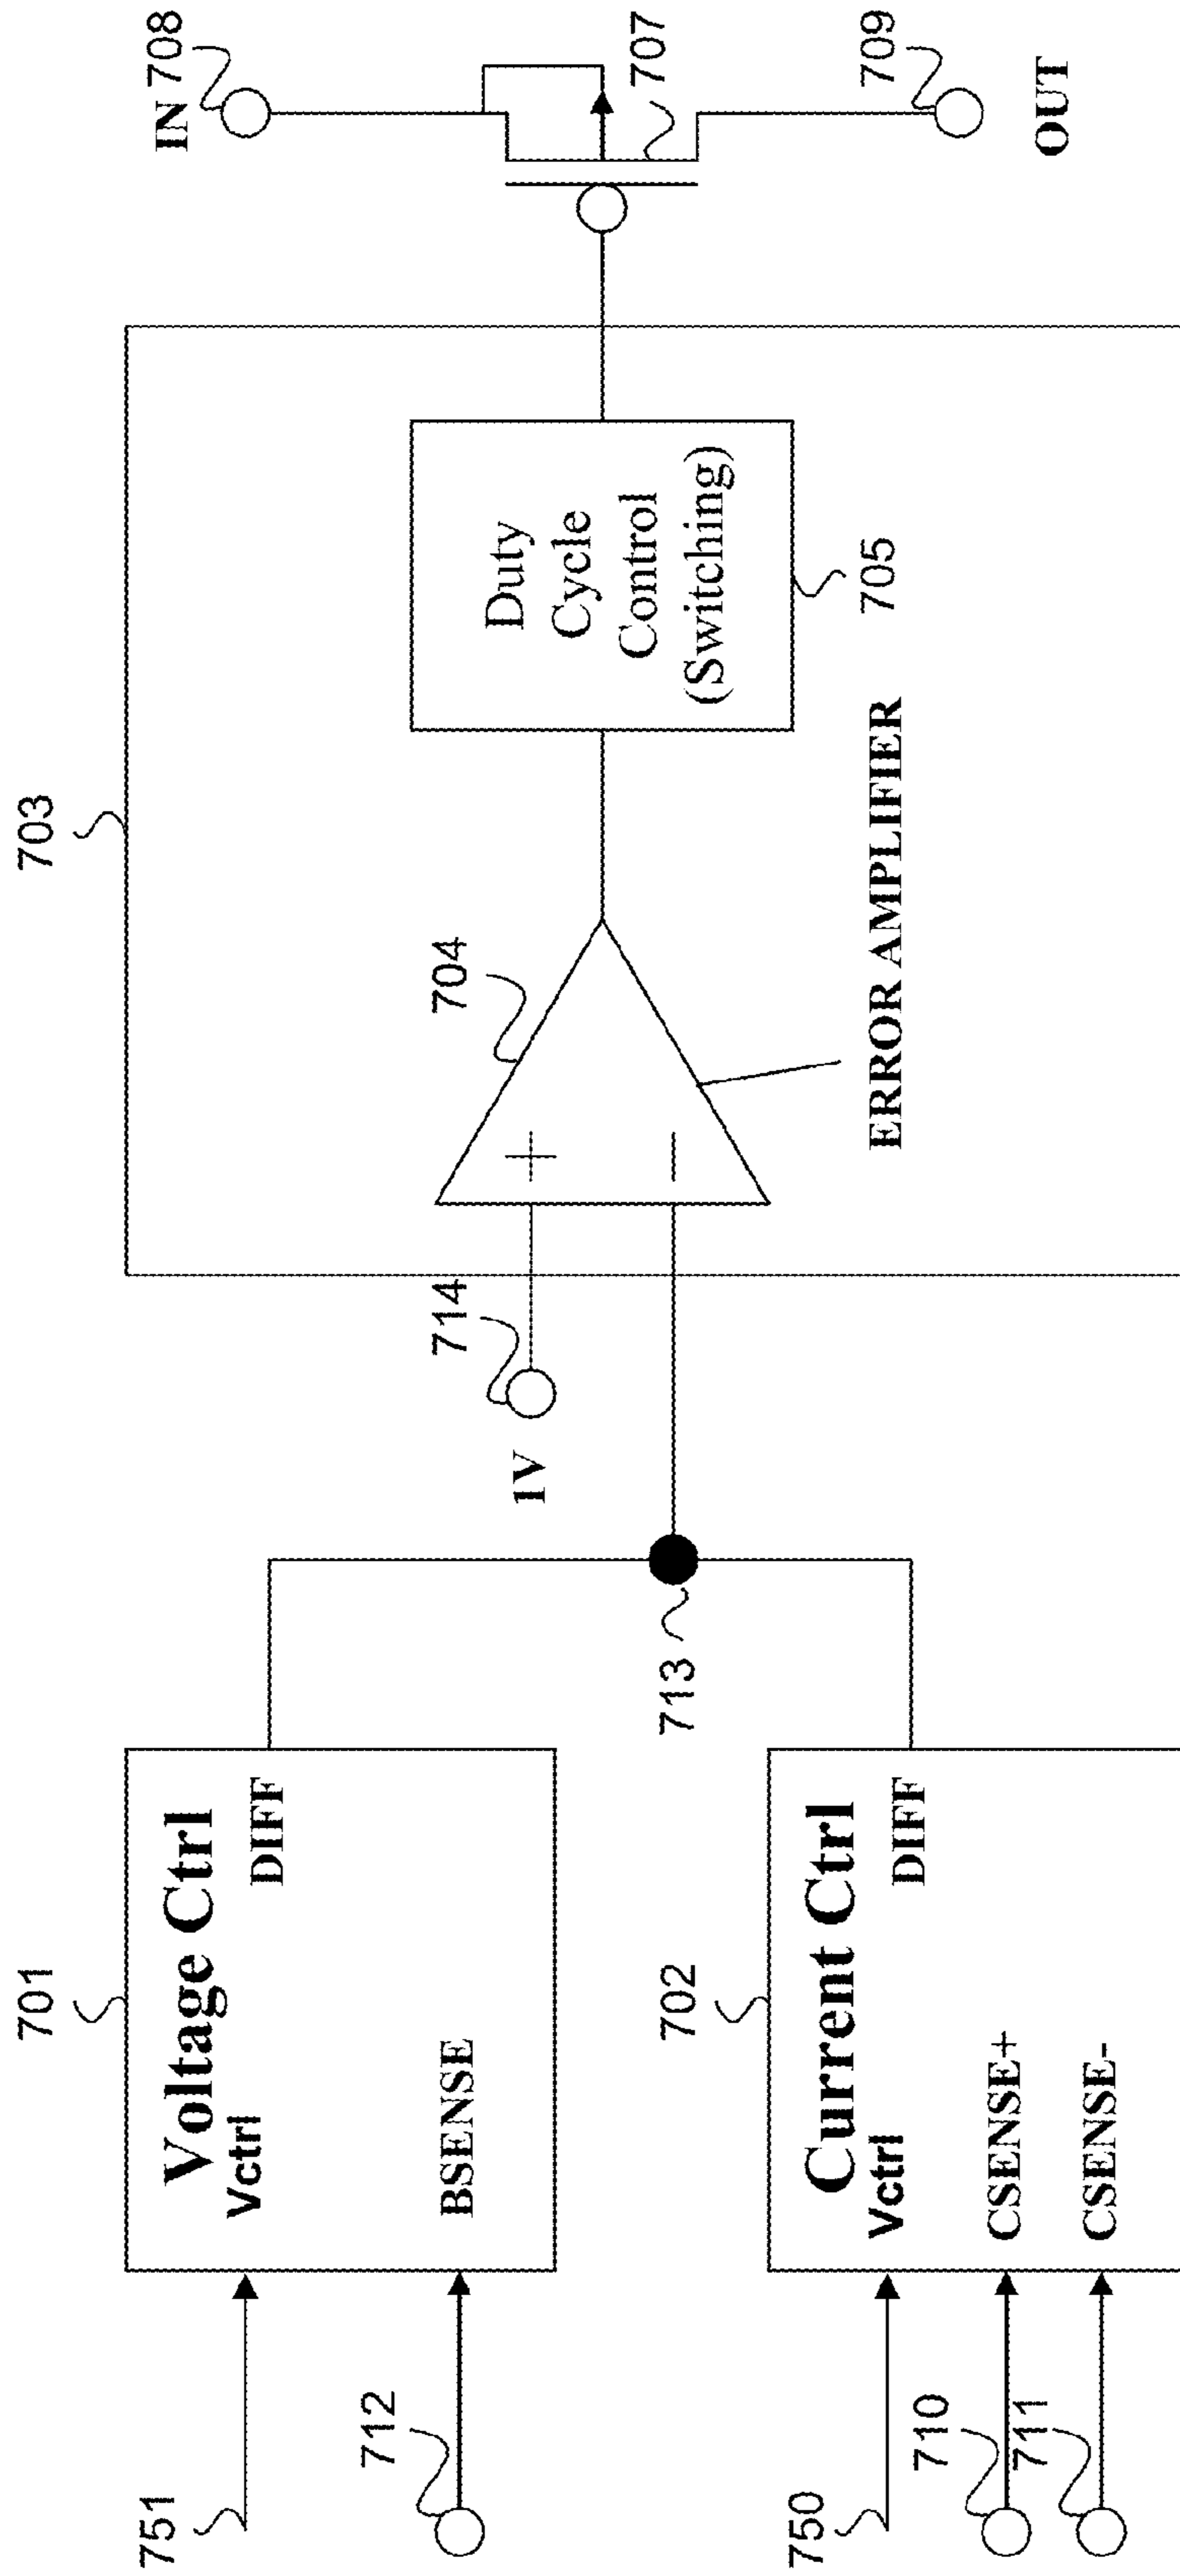 703
701
Voltage Ctrl
Vctrl
DIFF
BSENSE
751
712
702
Current Ctrl
Vctrl
DIFF
CSENSE+
CSENSE-
750
710
711
713
1V
714
704
+
−
ERROR AMPLIFIER
Duty
Cycle
Control
(Switching)
705
IN
708
707
709
OUT